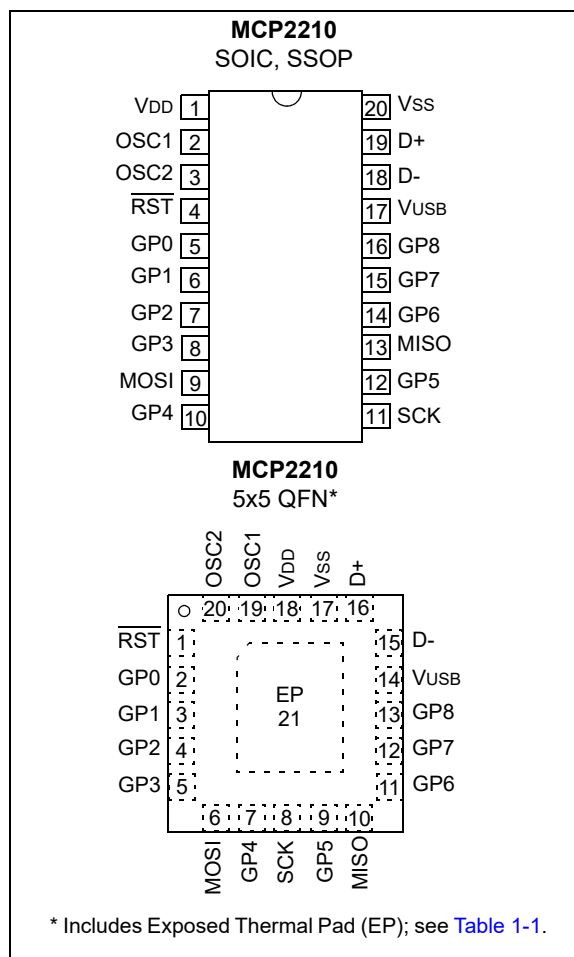 MCP2210
SOIC, SSOP
VDD 1 20 VSS
OSC1 2 19 D+
OSC2 3 18 D-
RST 4 17 VUSB
GP0 5 16 GP8
GP1 6 15 GP7
GP2 7 14 GP6
GP3 8 13 MISO
MOSI 9 12 GP5
GP4 10 11 SCK
MCP2210
5x5 QFN*
OSC2 OSC1 VDD VSS D+
20 19 18 17 16
RST 1 15 D-
GP0 2 14 VUSB
EP
GP1 3 13 GP8
21
GP2 4 12 GP7
GP3 5 11 GP6
6 7 8 9 10
MOSI GP4 SCK GP5 MISO
* Includes Exposed Thermal Pad (EP); see Table 1-1.